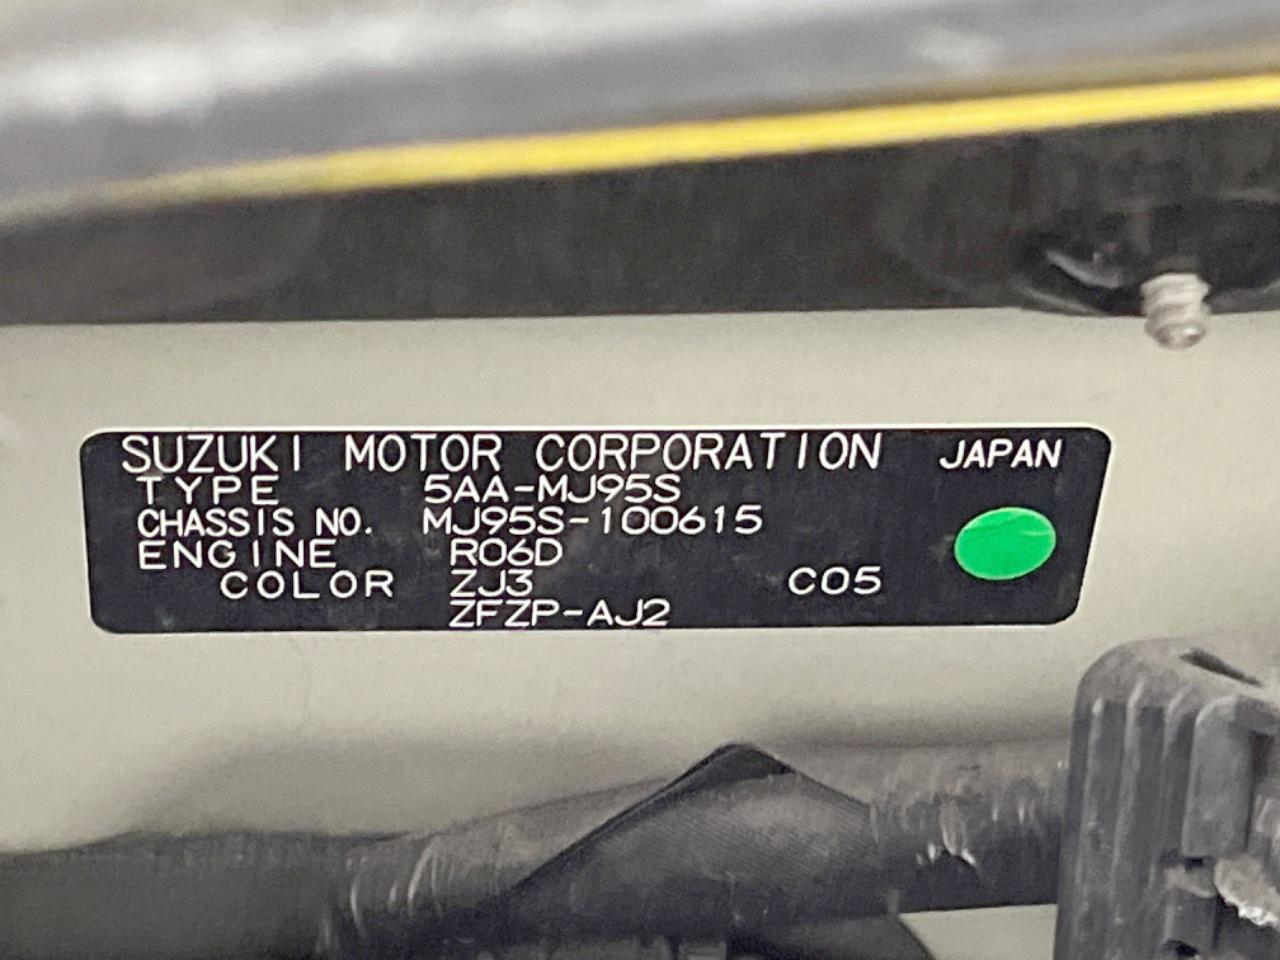 SUZUKI MOTOR CORPORATION JAPAN
TYPE 5AA-MJ95S
CHASSIS NO. MJ95S-100615
ENGINE R06D
COLOR ZJ3 C05
ZFZP-AJ2